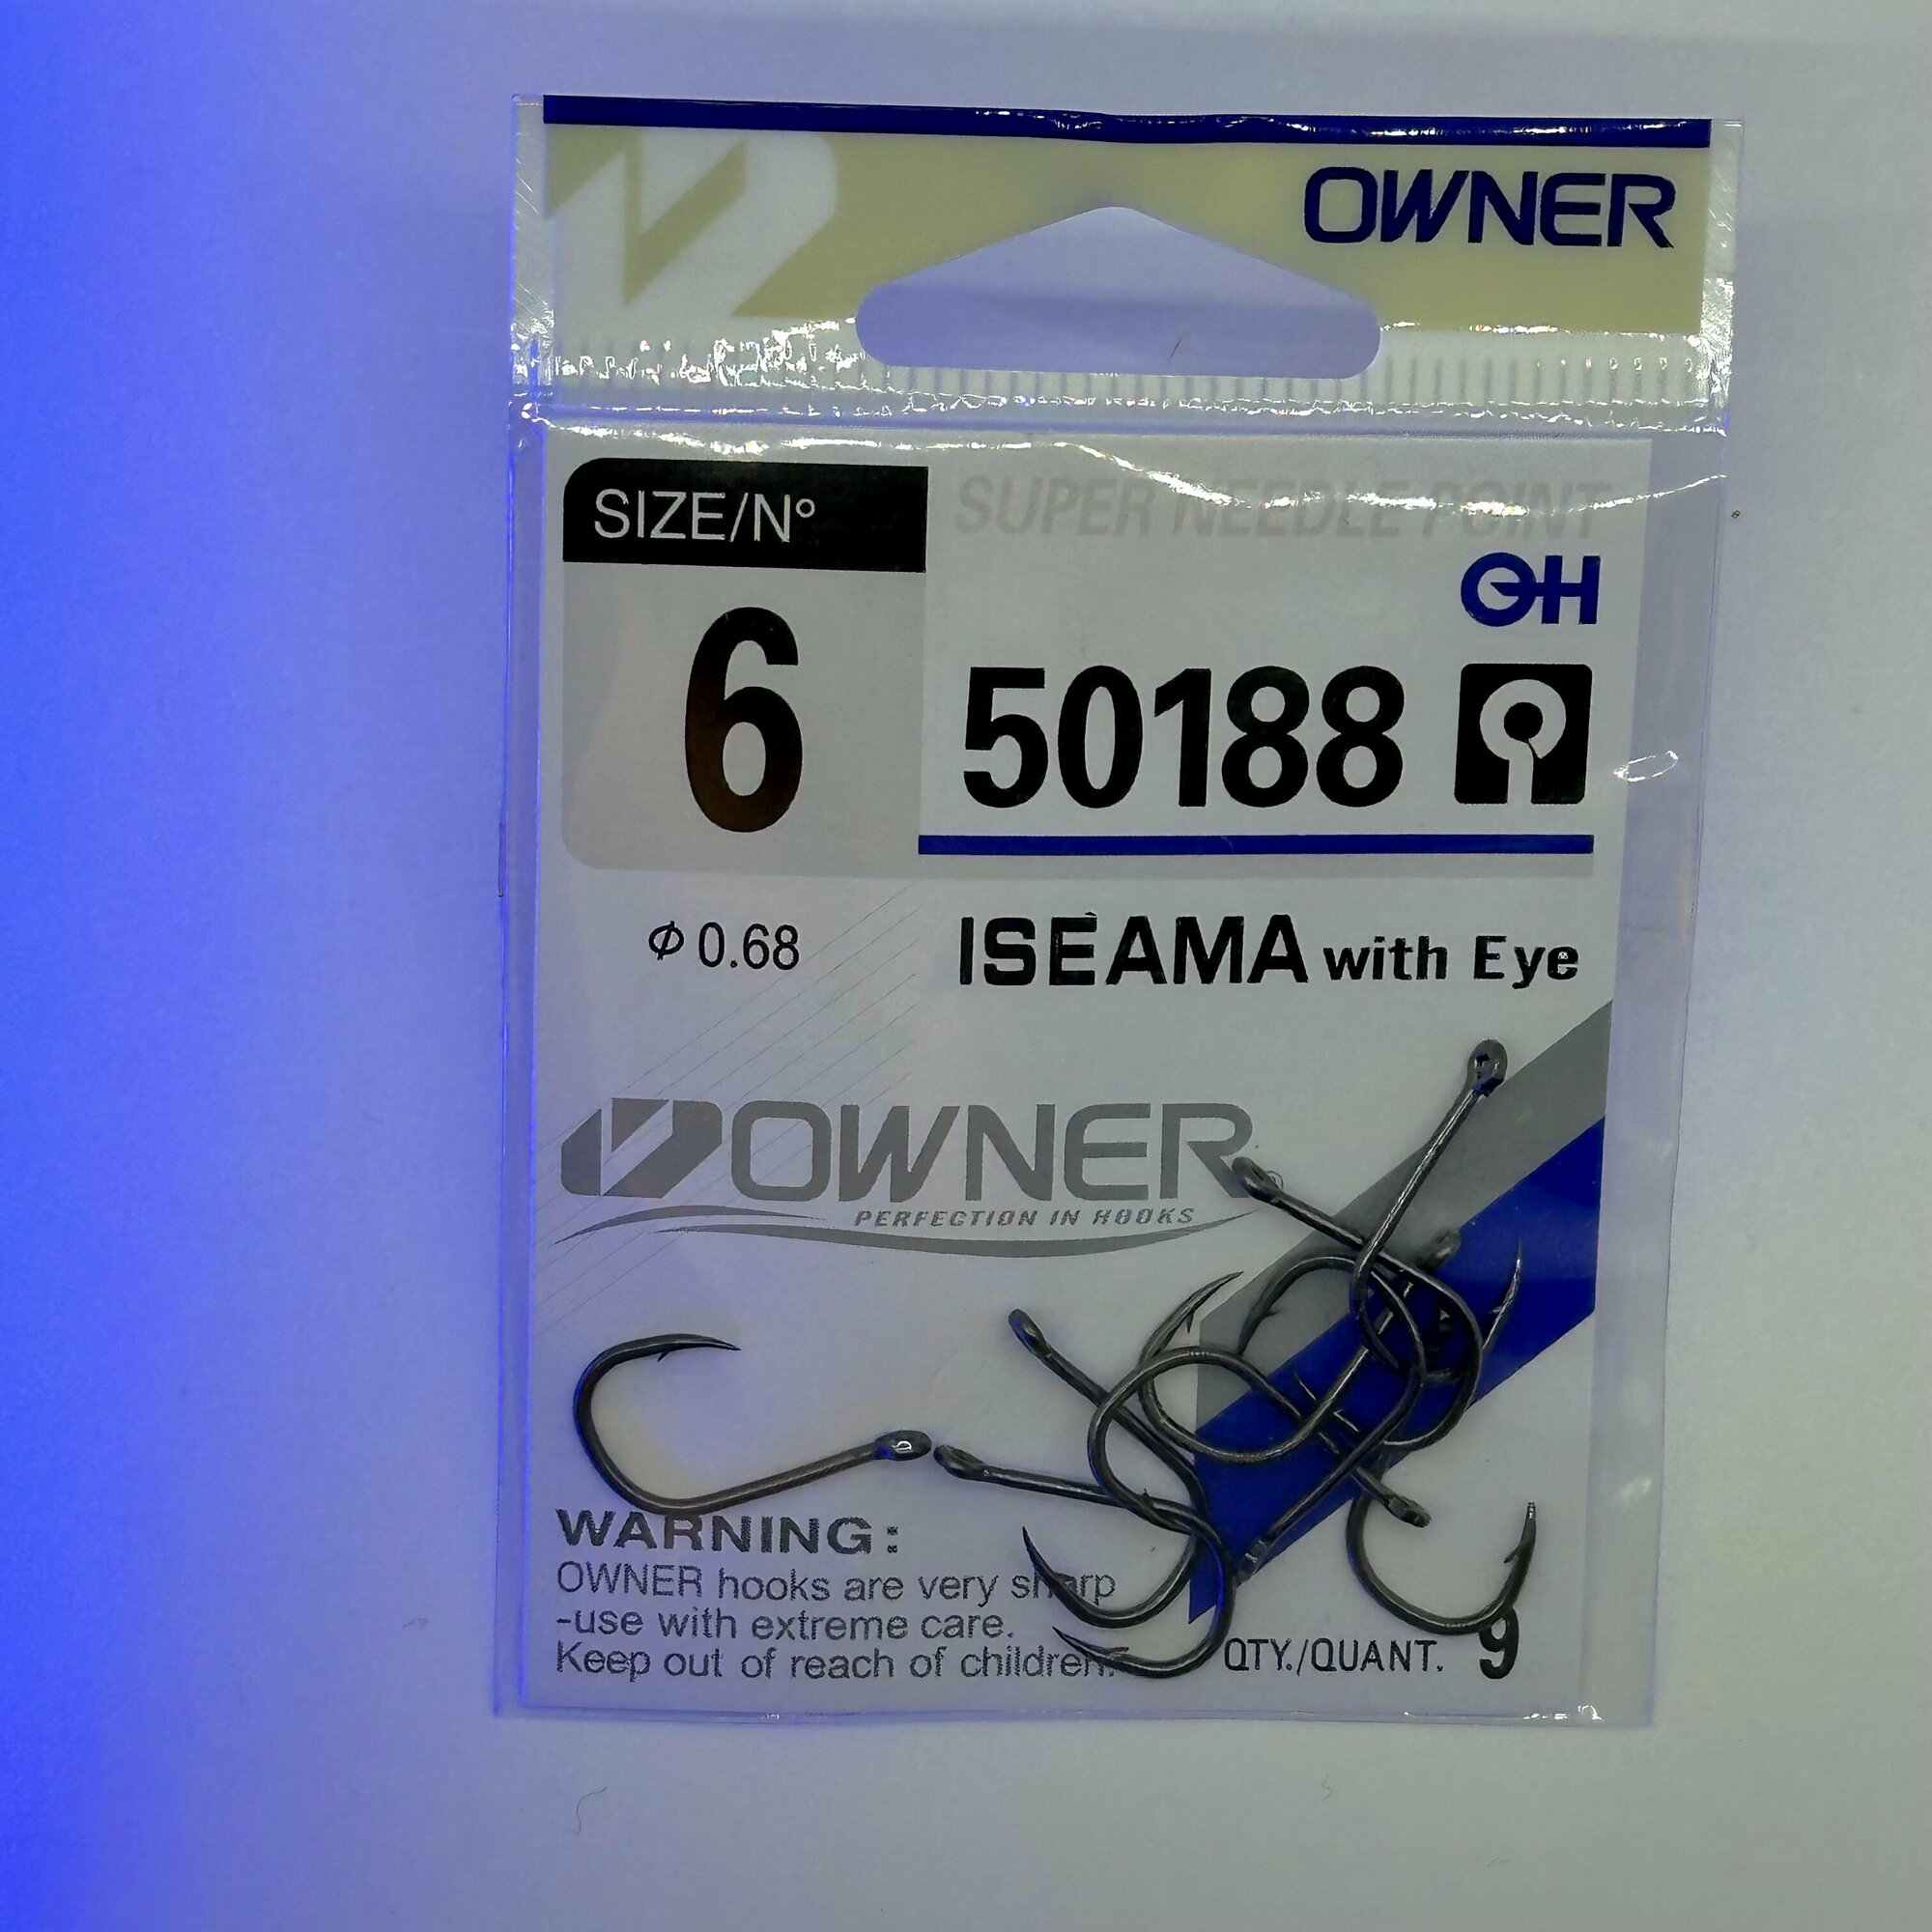 OWNER
SIZE/N°
SUPER NEEDLE POINT
6
OH
50188
φ 0.68
ISEAMA with Eye
OWNER
PERFECTION IN HOOKS
WARNING:
OWNER hooks are very sharp
-use with extreme care.
Keep out of reach of children.
QTY./QUANT. 9